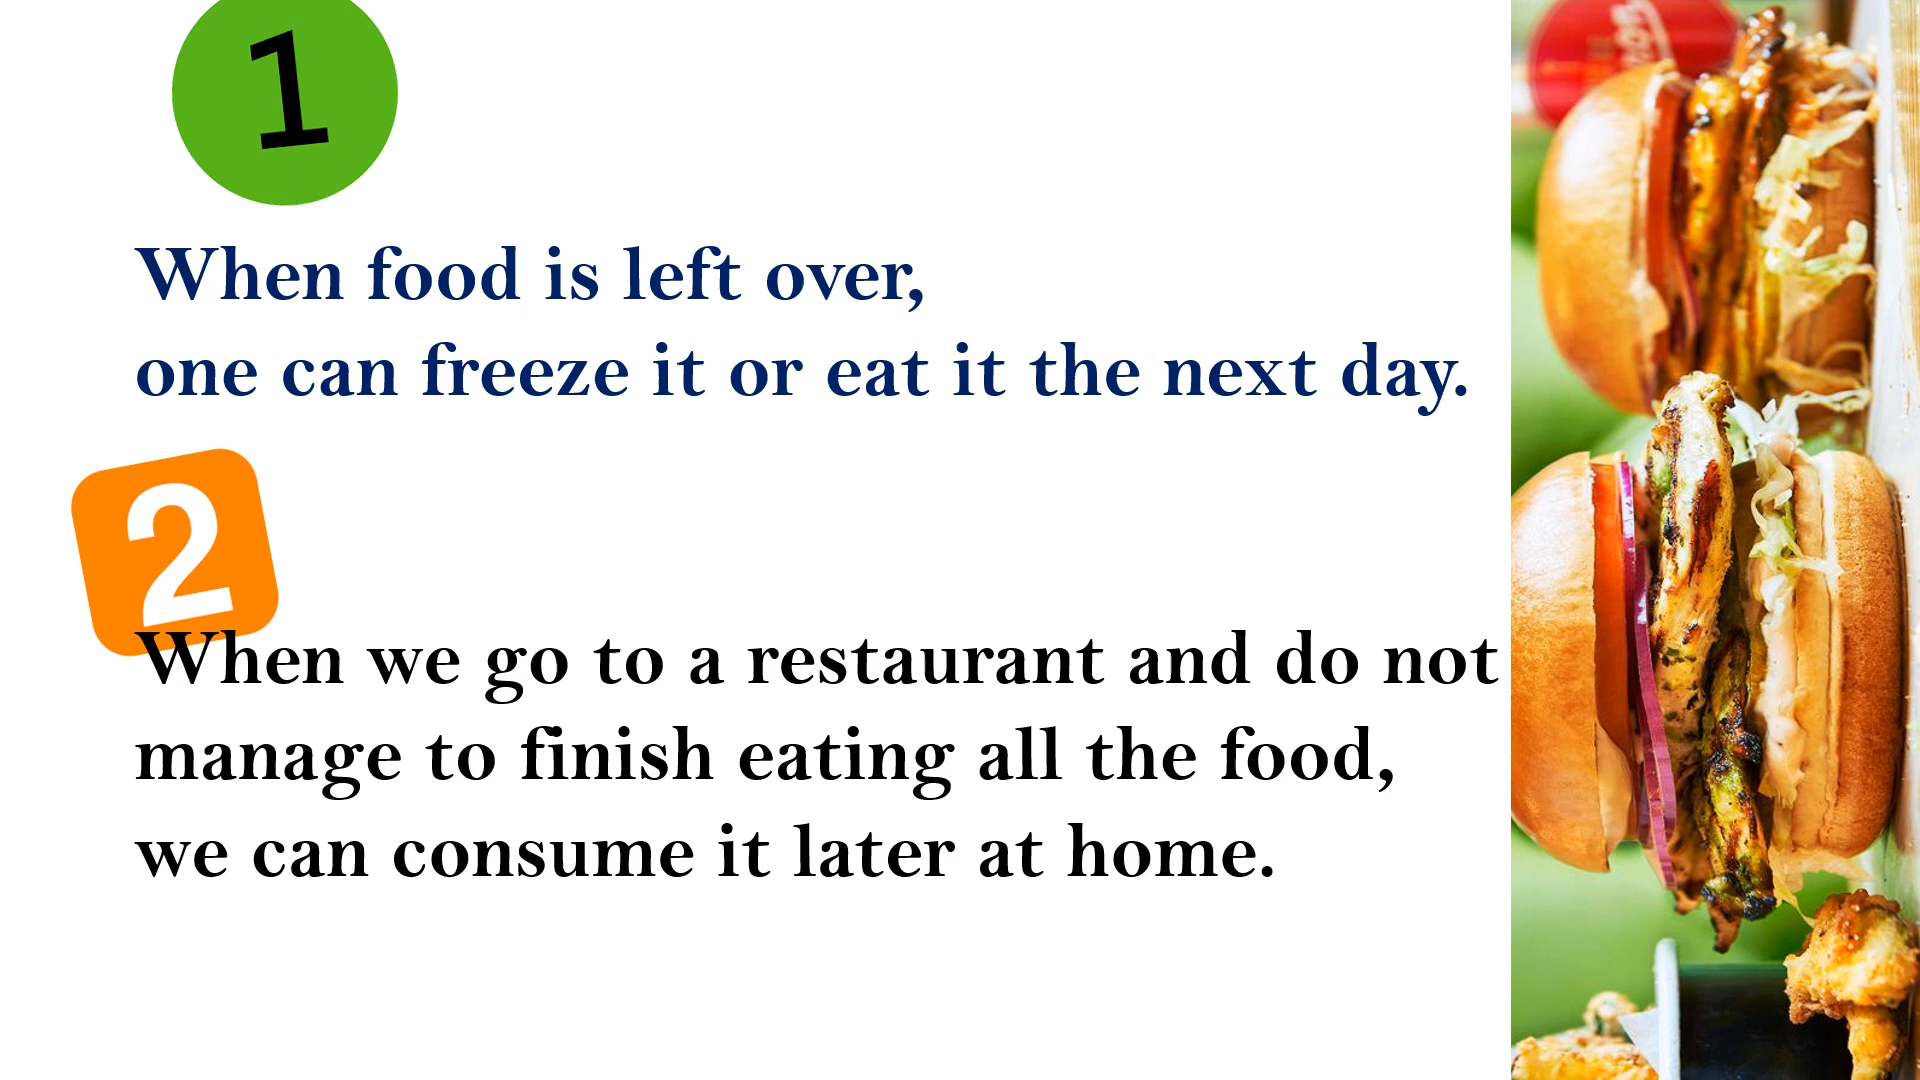 1
When food is left over,
one can freeze it or eat it the next day.
2
When we go to a restaurant and do not
manage to finish eating all the food,
we can consume it later at home.